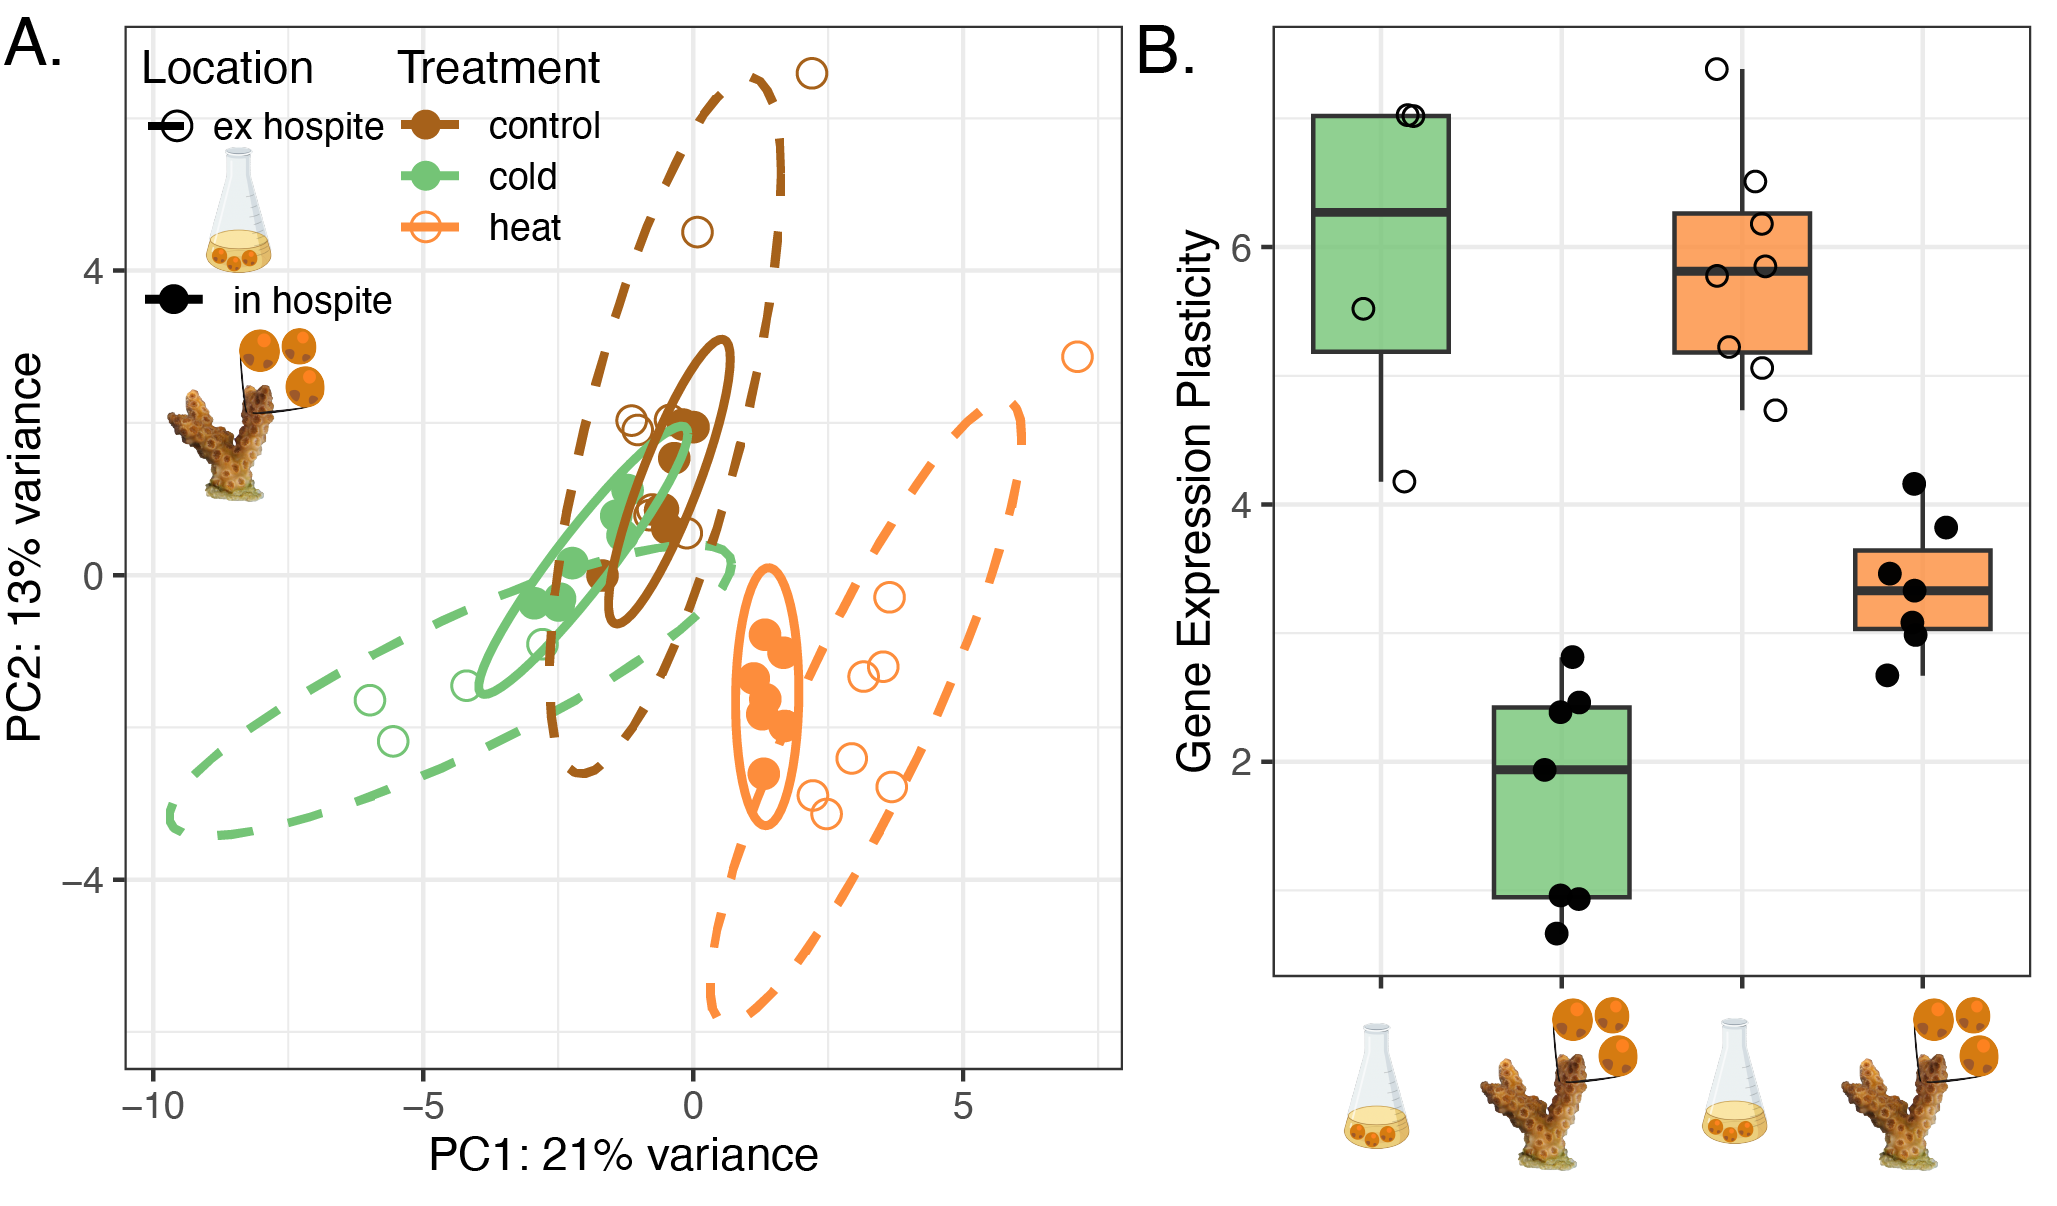 A.
Location
Treatment
ex hospite
control
cold
heat
in hospite
PC2: 13% variance
4
0
−4
−10
−5
0
5
PC1: 21% variance
B.
Gene Expression Plasticity
6
4
2